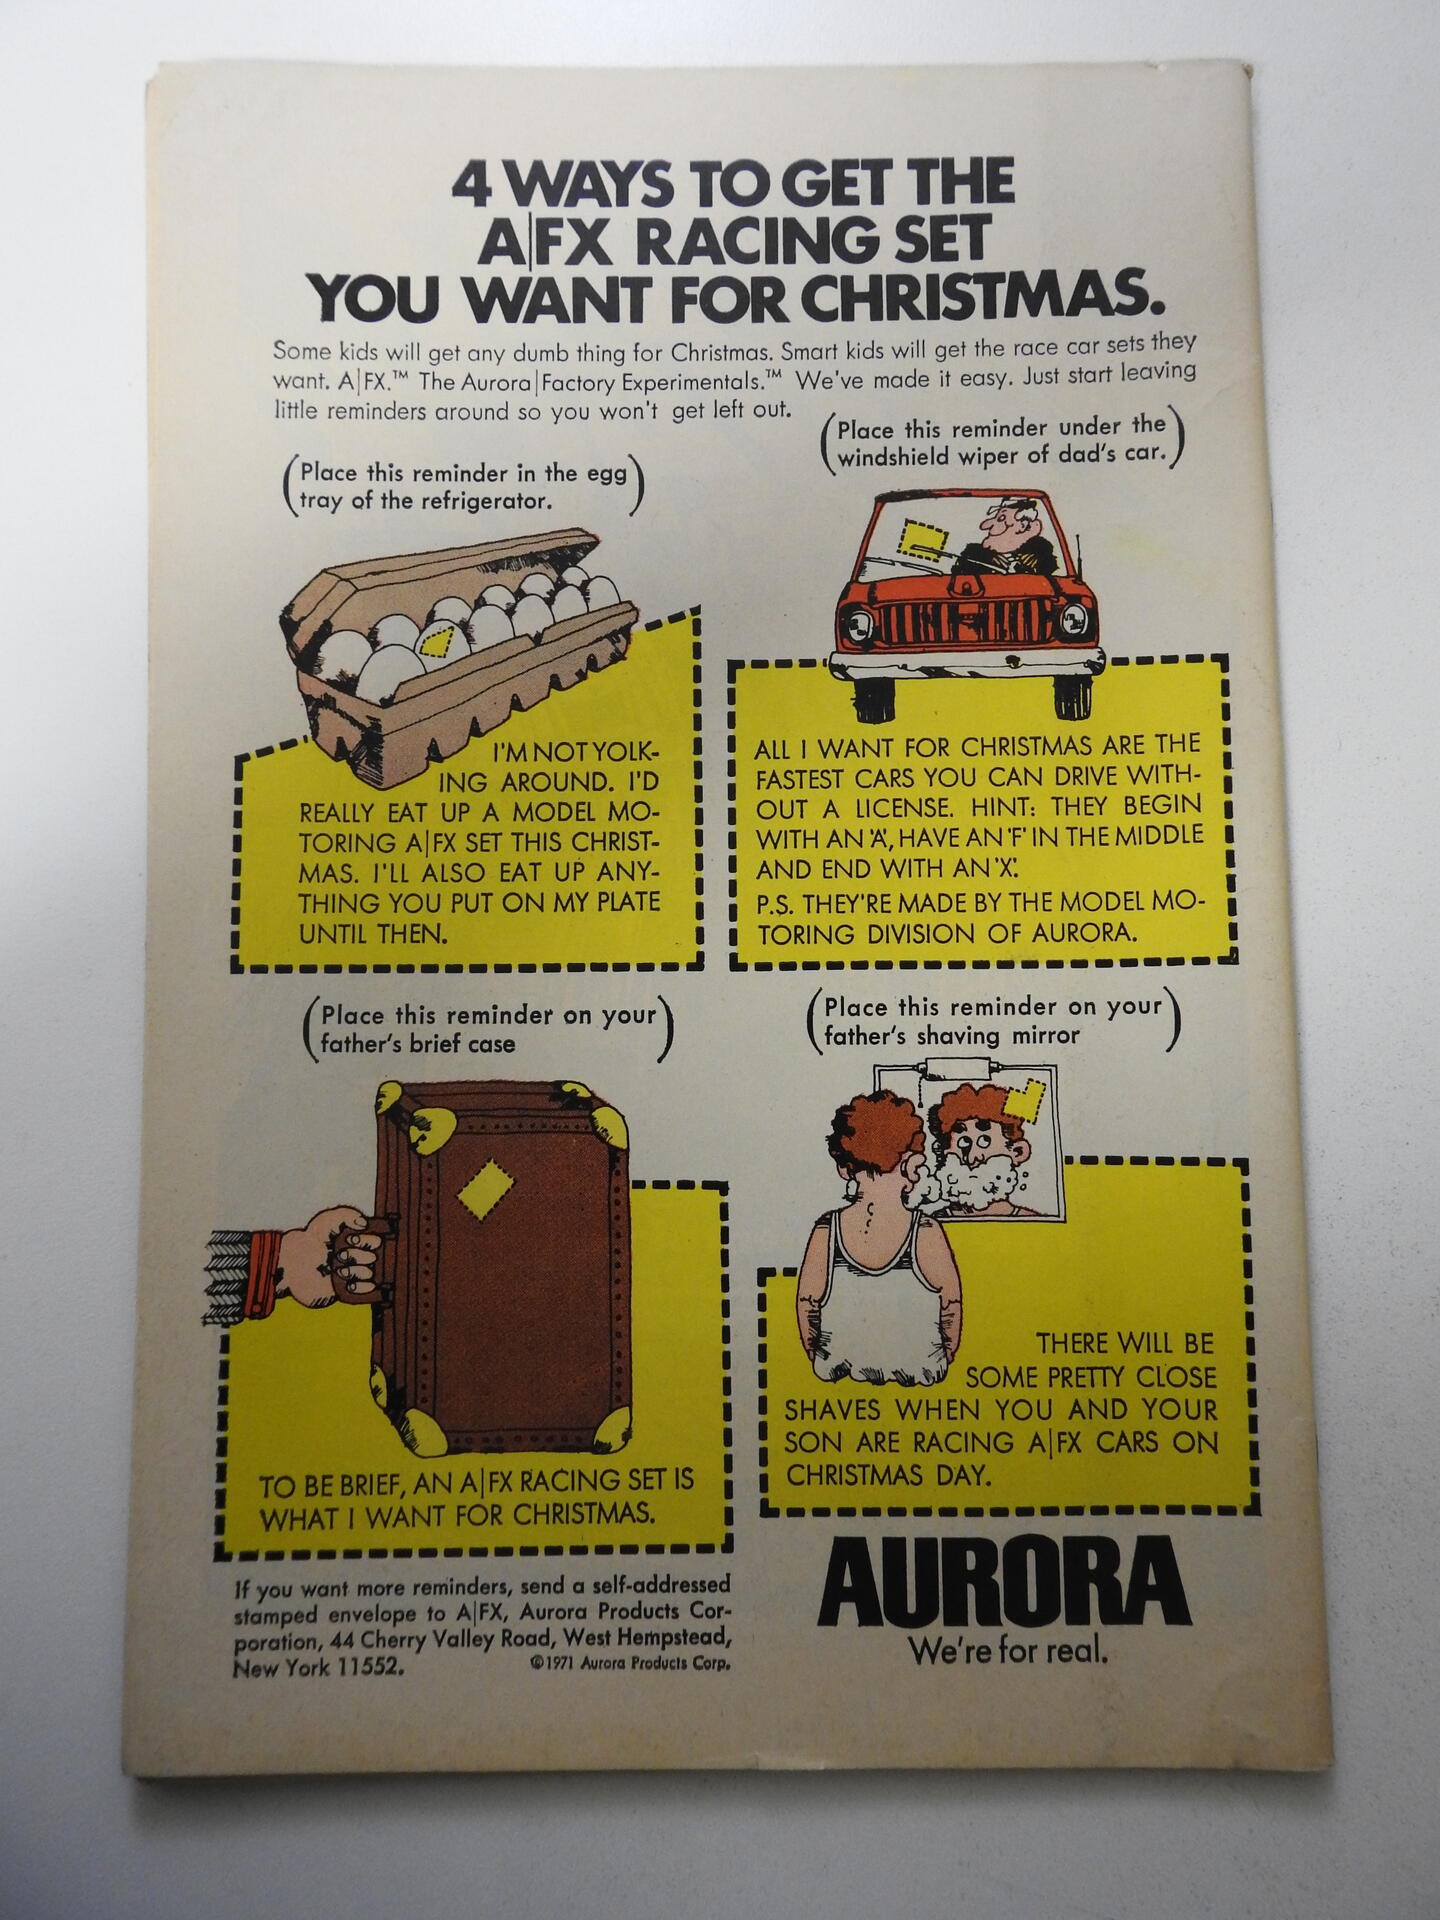 4 WAYS TO GET THE
A|FX RACING SET
YOU WANT FOR CHRISTMAS.
Some kids will get any dumb thing for Christmas. Smart kids will get the race car sets they
want. A|FX.™ The Aurora|Factory Experimentals.™ We've made it easy. Just start leaving
little reminders around so you won't get left out.
(Place this reminder in the egg
tray of the refrigerator.)
I'M NOT YOLK-
ING AROUND. I'D
REALLY EAT UP A MODEL MO-
TORING A|FX SET THIS CHRIST-
MAS. I'LL ALSO EAT UP ANY-
THING YOU PUT ON MY PLATE
UNTIL THEN.
(Place this reminder under the
windshield wiper of dad's car.)
ALL I WANT FOR CHRISTMAS ARE THE
FASTEST CARS YOU CAN DRIVE WITH-
OUT A LICENSE. HINT: THEY BEGIN
WITH AN 'A', HAVE AN 'F' IN THE MIDDLE
AND END WITH AN 'X'.
P.S. THEY'RE MADE BY THE MODEL MO-
TORING DIVISION OF AURORA.
(Place this reminder on your
father's brief case)
TO BE BRIEF, AN A|FX RACING SET IS
WHAT I WANT FOR CHRISTMAS.
(Place this reminder on your
father's shaving mirror)
THERE WILL BE
SOME PRETTY CLOSE
SHAVES WHEN YOU AND YOUR
SON ARE RACING A|FX CARS ON
CHRISTMAS DAY.
If you want more reminders, send a self-addressed
stamped envelope to A|FX, Aurora Products Cor-
poration, 44 Cherry Valley Road, West Hempstead,
New York 11552. ©1971 Aurora Products Corp.
AURORA
We're for real.